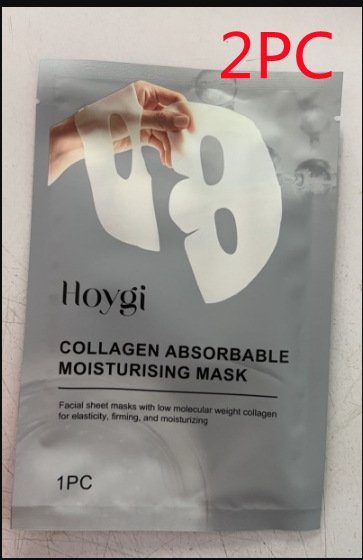 2PC
Hoygi
COLLAGEN ABSORBABLE
MOISTURISING MASK
Facial sheet masks with low molecular weight collagen
for elasticity, firming, and moisturizing
1PC